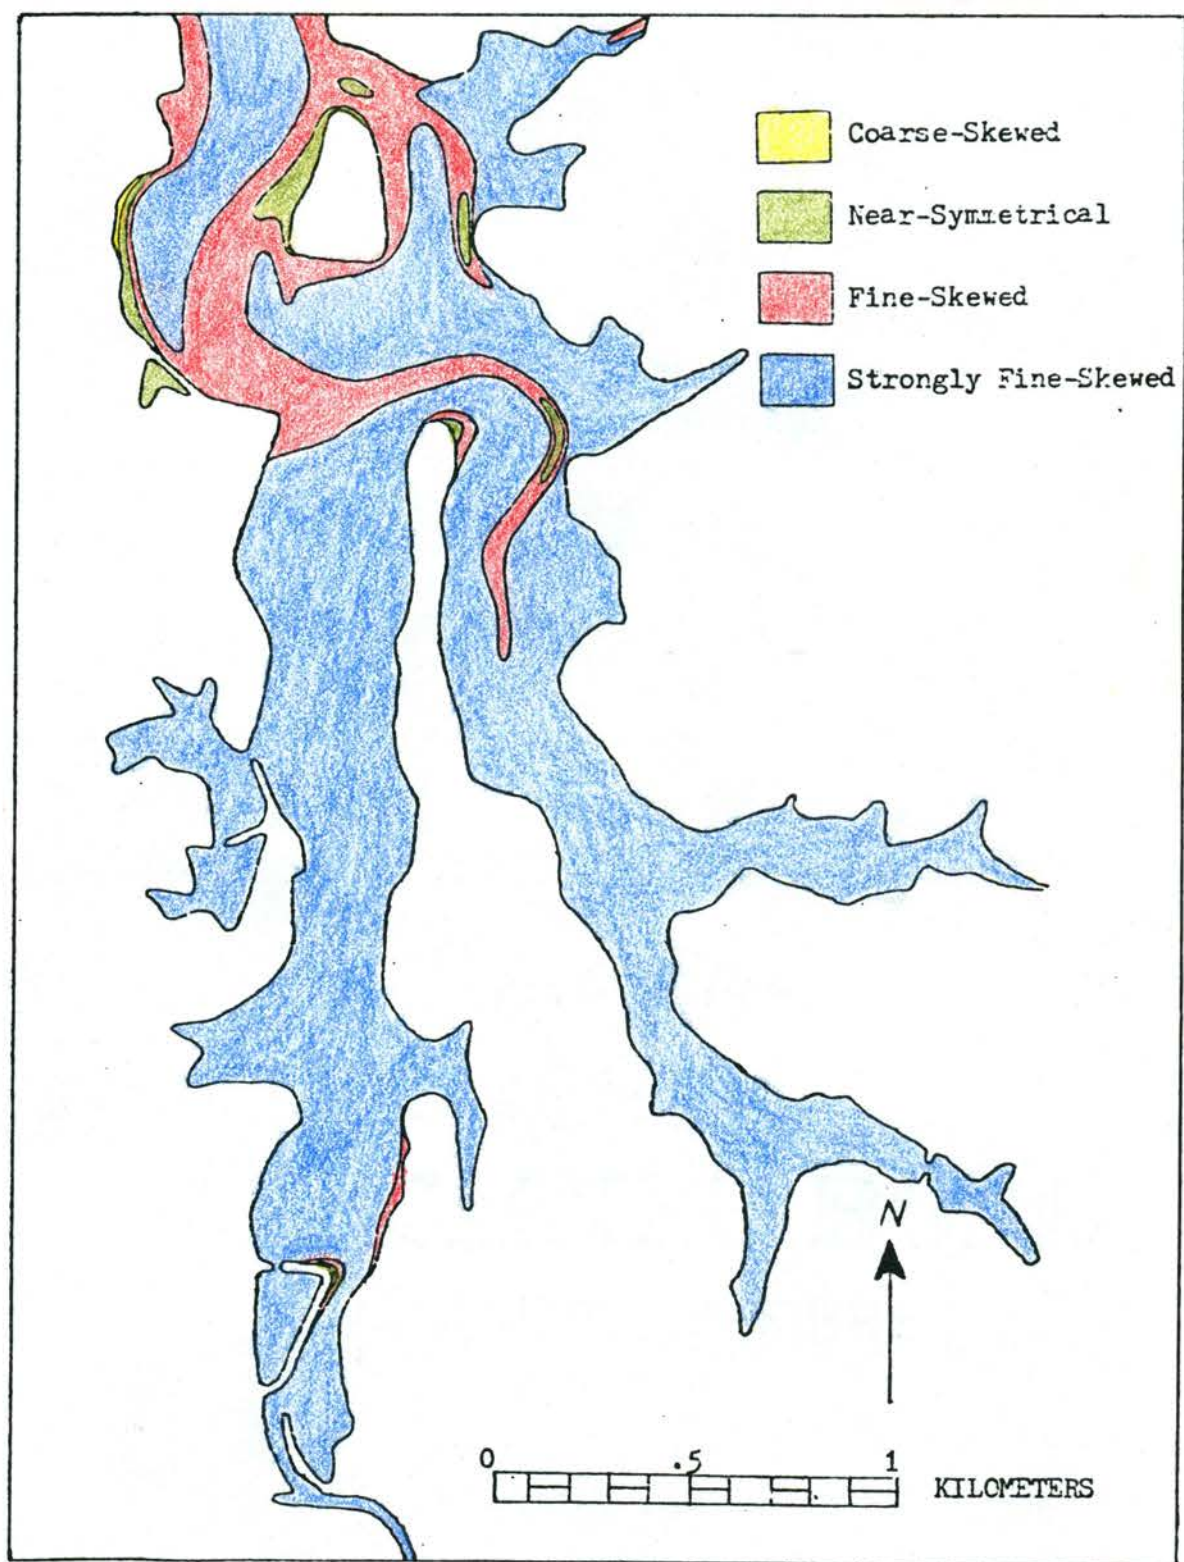 Coarse-Skewed
Near-Symmetrical
Fine-Skewed
Strongly Fine-Skewed
N
0 .5 1
KILOMETERS